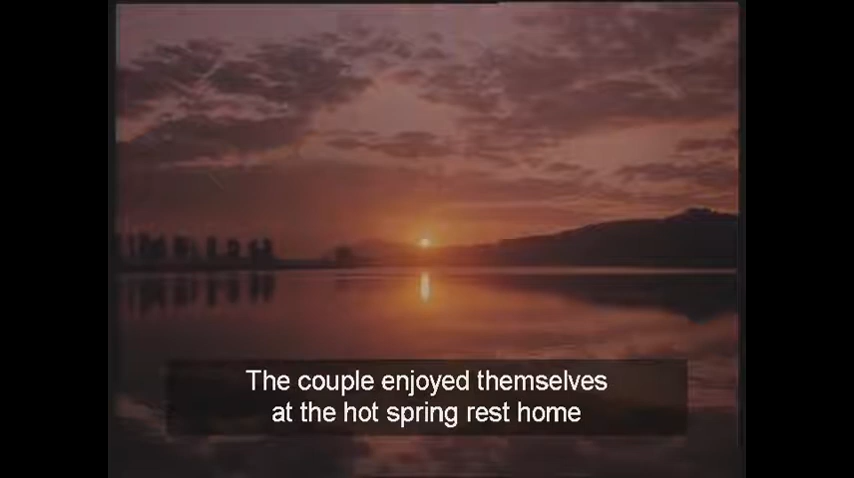 The couple enjoyed themselves
at the hot spring rest home